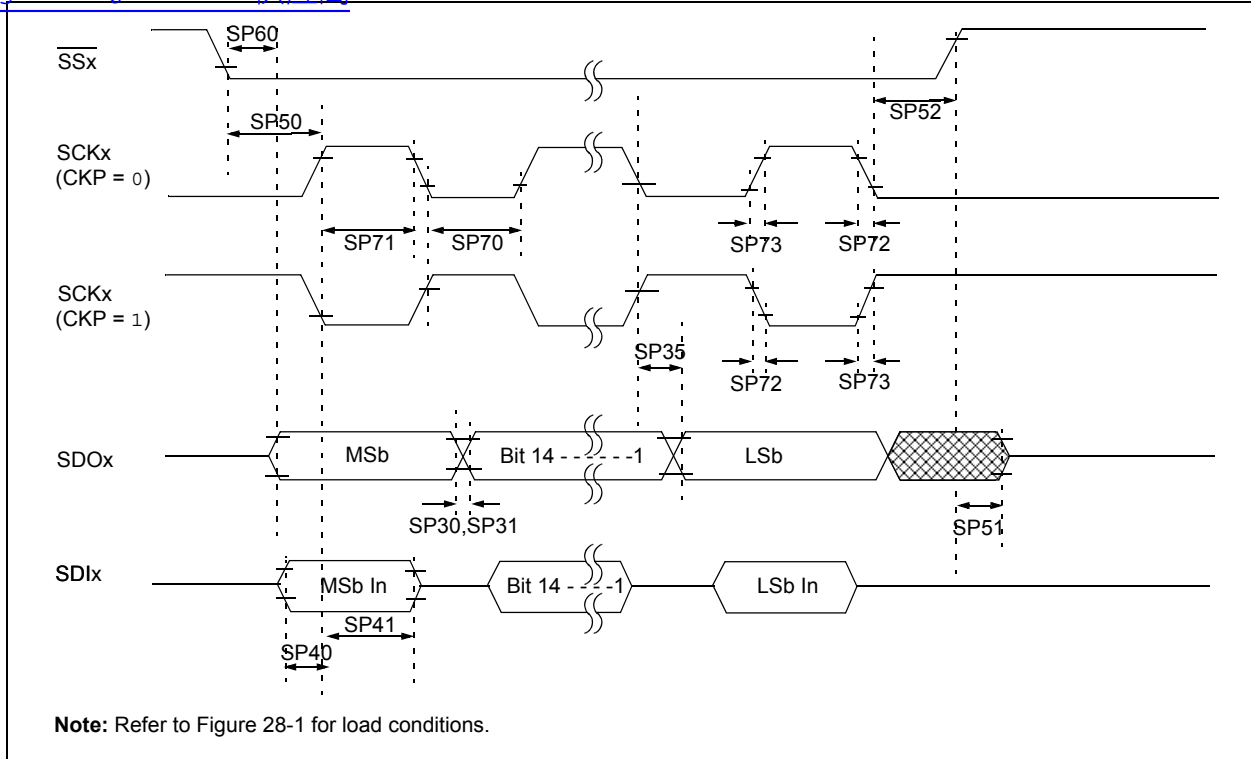 SP60
SSx
SP52
SP50
SCKx
(CKP = 0)
SP71
SP70
SP73
SP72
SCKx
(CKP = 1)
SP35
SP72
SP73
SDOx
MSb
Bit 14 - - - - - - -1
LSb
SP30,SP31
SP51
SDIx
MSb In
Bit 14 - - - -1
LSb In
SP41
SP40
Note: Refer to Figure 28-1 for load conditions.